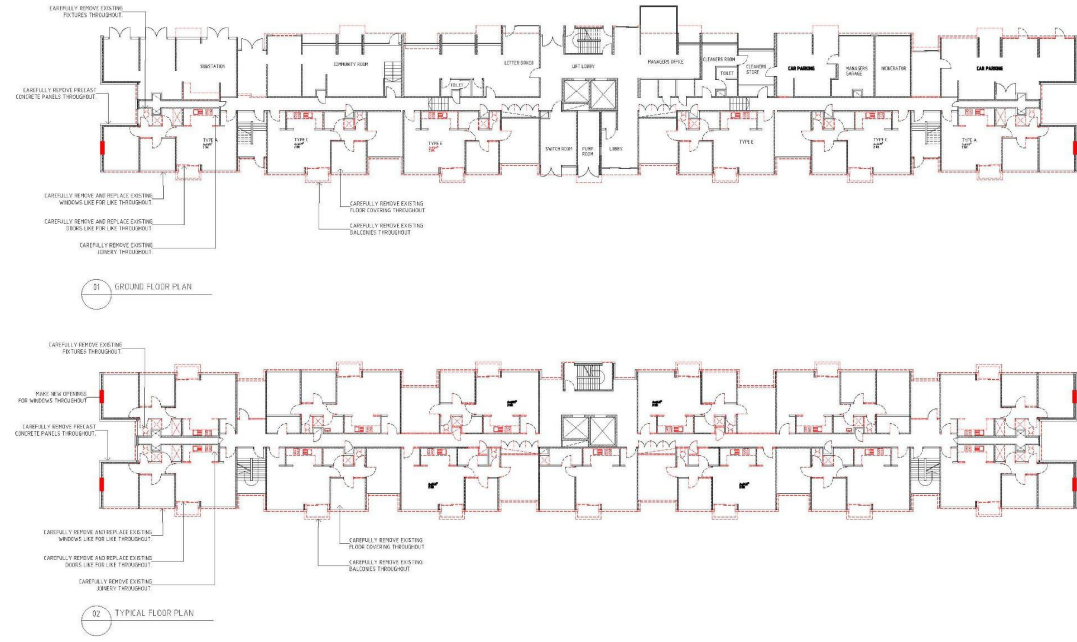 CAREFULLY REMOVE EXISTING
FIXTURES THROUGHOUT.
SUBSTATION
COMMUNITY ROOM
LETTER BOXES
LIFT LOBBY
MANAGERS OFFICE
CLEANERS ROOM
TOILET
CLEANERS
STORE
CAR PARKING
MANAGERS
GARAGE
INCINERATOR
CAR PARKING
CAREFULLY REMOVE PRECAST
CONCRETE PANELS THROUGHOUT.
TOILET
TYPE A
TYPE E
SWITCH ROOM
PUMP
ROOM
LOBBY
TYPE E
TYPE A
CAREFULLY REMOVE AND REPLACE EXISTING
WINDOWS LIKE FOR LIKE THROUGHOUT.
CAREFULLY REMOVE EXISTING
FLOOR COVERING THROUGHOUT
CAREFULLY REMOVE AND REPLACE EXISTING
DOORS LIKE FOR LIKE THROUGHOUT.
CAREFULLY REMOVE EXISTING
BALCONIES THROUGHOUT
CAREFULLY REMOVE EXISTING
JOINERY THROUGHOUT.
01 GROUND FLOOR PLAN
CAREFULLY REMOVE EXISTING
FIXTURES THROUGHOUT.
MAKE NEW OPENINGS
FOR WINDOWS THROUGHOUT
CAREFULLY REMOVE PRECAST
CONCRETE PANELS THROUGHOUT.
CAREFULLY REMOVE AND REPLACE EXISTING
WINDOWS LIKE FOR LIKE THROUGHOUT.
CAREFULLY REMOVE EXISTING
FLOOR COVERING THROUGHOUT
CAREFULLY REMOVE AND REPLACE EXISTING
DOORS LIKE FOR LIKE THROUGHOUT.
CAREFULLY REMOVE EXISTING
BALCONIES THROUGHOUT
CAREFULLY REMOVE EXISTING
JOINERY THROUGHOUT.
02 TYPICAL FLOOR PLAN